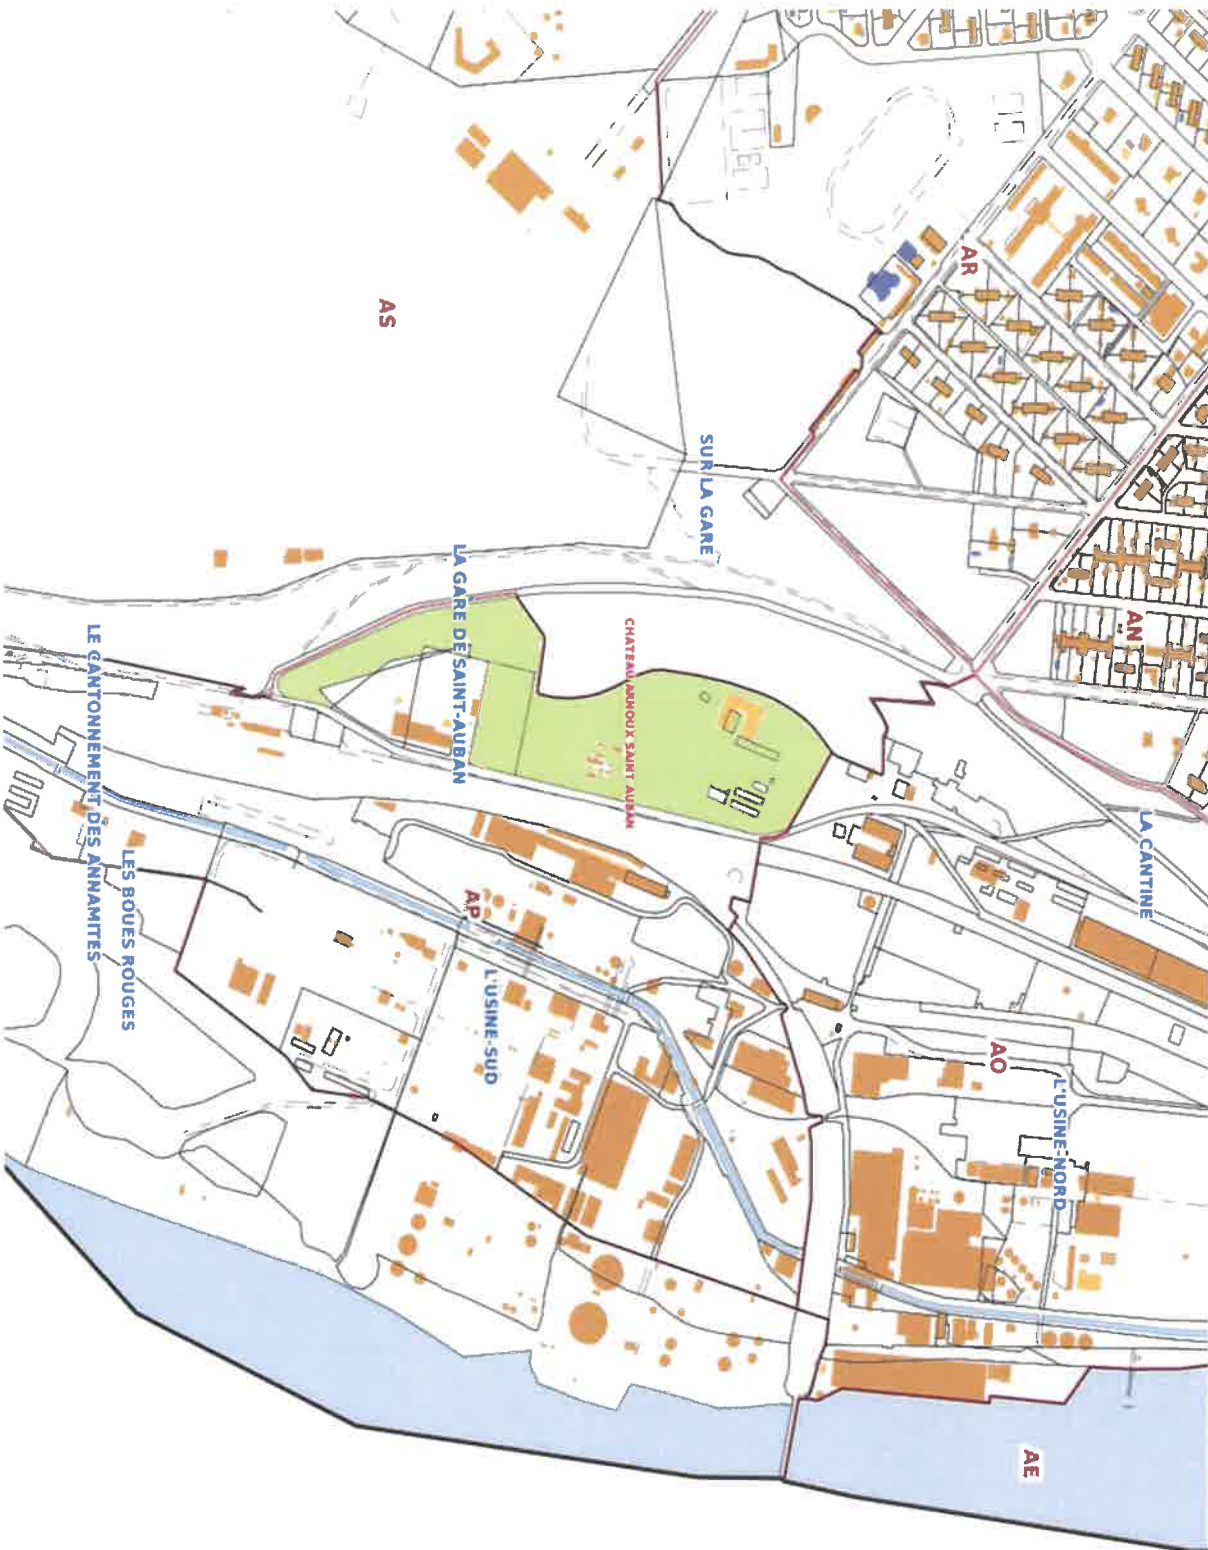 AR
AS
SUR LA GARE
AN
LA GARE DE SAINT-AUBAN
CHATEAU ARNOUX SAINT AUBAN
LE CANTONNEMENT DES ANNAMITES
LES BOUES ROUGES
LA CANTINE
AP
L'USINE-SUD
AO
L'USINE-NORD
AE